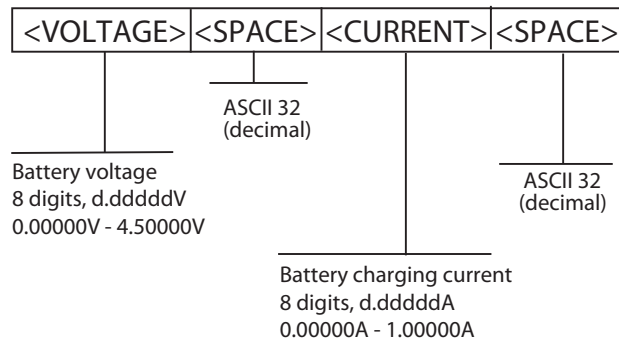 <VOLTAGE> <SPACE> <CURRENT> <SPACE>
ASCII 32
(decimal)
Battery voltage
8 digits, d.dddddV
0.00000V - 4.50000V
ASCII 32
(decimal)
Battery charging current
8 digits, d.dddddA
0.00000A - 1.00000A